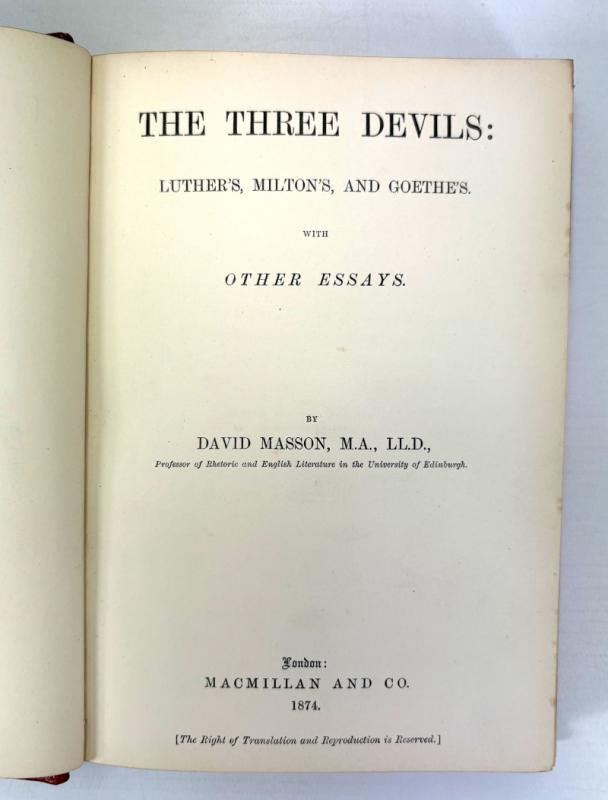 THE THREE DEVILS:
LUTHER'S, MILTON'S, AND GOETHE'S.
WITH
OTHER ESSAYS.
BY
DAVID MASSON, M.A., LL.D.,
Professor of Rhetoric and English Literature in the University of Edinburgh.
London:
MACMILLAN AND CO.
1874.
[The Right of Translation and Reproduction is Reserved.]